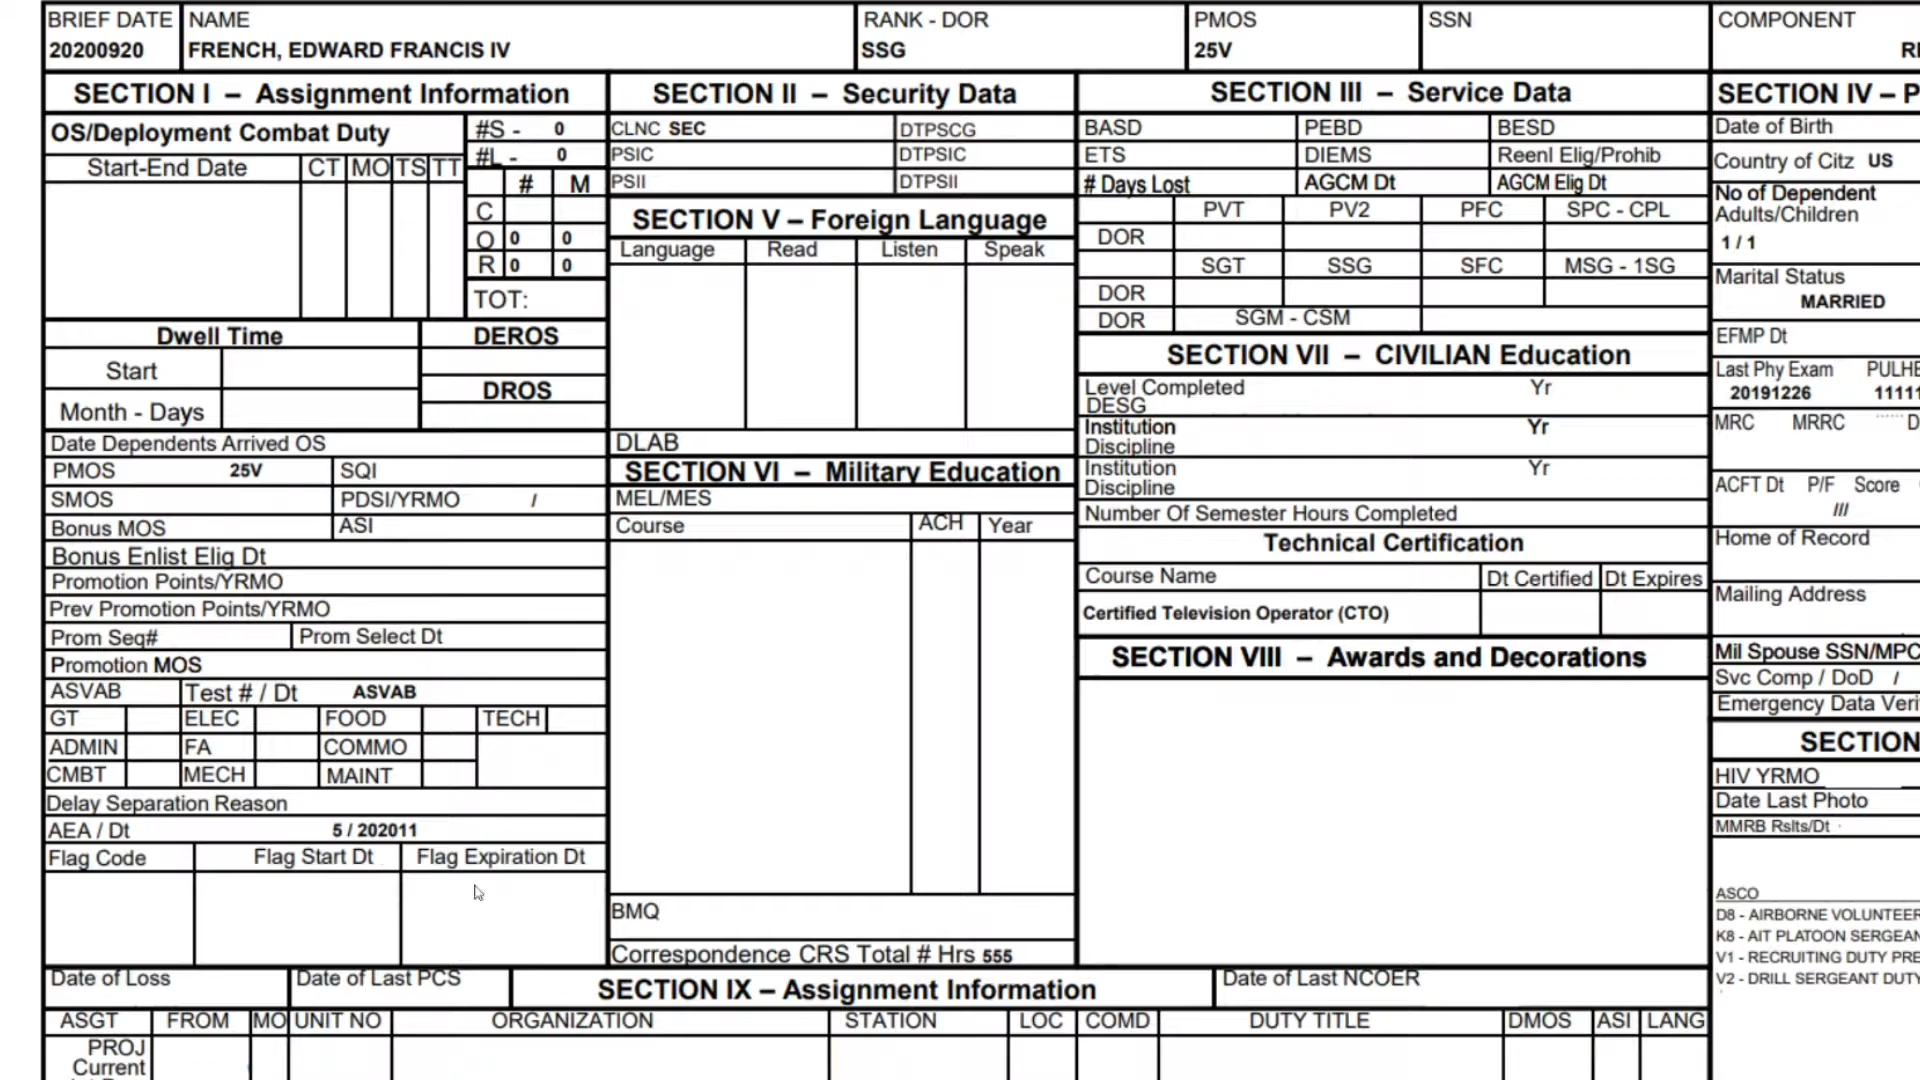 BRIEF DATE NAME RANK - DOR PMOS SSN COMPONENT
20200920 FRENCH, EDWARD FRANCIS IV SSG 25V
SECTION I – Assignment Information
OS/Deployment Combat Duty #S - 0
#L - 0
Start-End Date CT MO TS TT
# M
C
O 0 0
R 0 0
TOT:
Dwell Time DEROS
Start
DROS
Month - Days
Date Dependents Arrived OS
PMOS 25V SQI
SMOS PDSI/YRMO /
Bonus MOS ASI
Bonus Enlist Elig Dt
Promotion Points/YRMO
Prev Promotion Points/YRMO
Prom Seq# Prom Select Dt
Promotion MOS
ASVAB Test # / Dt ASVAB
GT ELEC FOOD TECH
ADMIN FA COMMO
CMBT MECH MAINT
Delay Separation Reason
AEA / Dt 5 / 202011
Flag Code Flag Start Dt Flag Expiration Dt
SECTION II – Security Data
CLNC SEC DTPSCG
PSIC DTPSIC
PSII DTPSII
SECTION V – Foreign Language
Language Read Listen Speak
DLAB
SECTION VI – Military Education
MEL/MES
Course ACH Year
BMQ
Correspondence CRS Total # Hrs 555
SECTION III – Service Data
BASD PEBD BESD
ETS DIEMS Reenl Elig/Prohib
# Days Lost AGCM Dt AGCM Elig Dt
PVT PV2 PFC SPC - CPL
DOR
SGT SSG SFC MSG - 1SG
DOR
DOR SGM - CSM
SECTION VII – CIVILIAN Education
Level Completed Yr
DESG
Institution Yr
Discipline
Institution Yr
Discipline
Number Of Semester Hours Completed
Technical Certification
Course Name Dt Certified Dt Expires
Certified Television Operator (CTO)
SECTION VIII – Awards and Decorations
SECTION IV – P
Date of Birth
Country of Citz US
No of Dependent
Adults/Children
1 / 1
Marital Status
MARRIED
EFMP Dt
Last Phy Exam PULHE
20191226 11111
MRC MRRC D
ACFT Dt P/F Score
///
Home of Record
Mailing Address
Mil Spouse SSN/MPC
Svc Comp / DoD /
Emergency Data Veri
SECTION
HIV YRMO
Date Last Photo
MMRB Rslts/Dt
ASCO
D8 - AIRBORNE VOLUNTEER
K8 - AIT PLATOON SERGEAN
V1 - RECRUITING DUTY PRE
V2 - DRILL SERGEANT DUTY
Date of Loss Date of Last PCS SECTION IX – Assignment Information Date of Last NCOER
ASGT FROM MO UNIT NO ORGANIZATION STATION LOC COMD DUTY TITLE DMOS ASI LANG
PROJ
Current